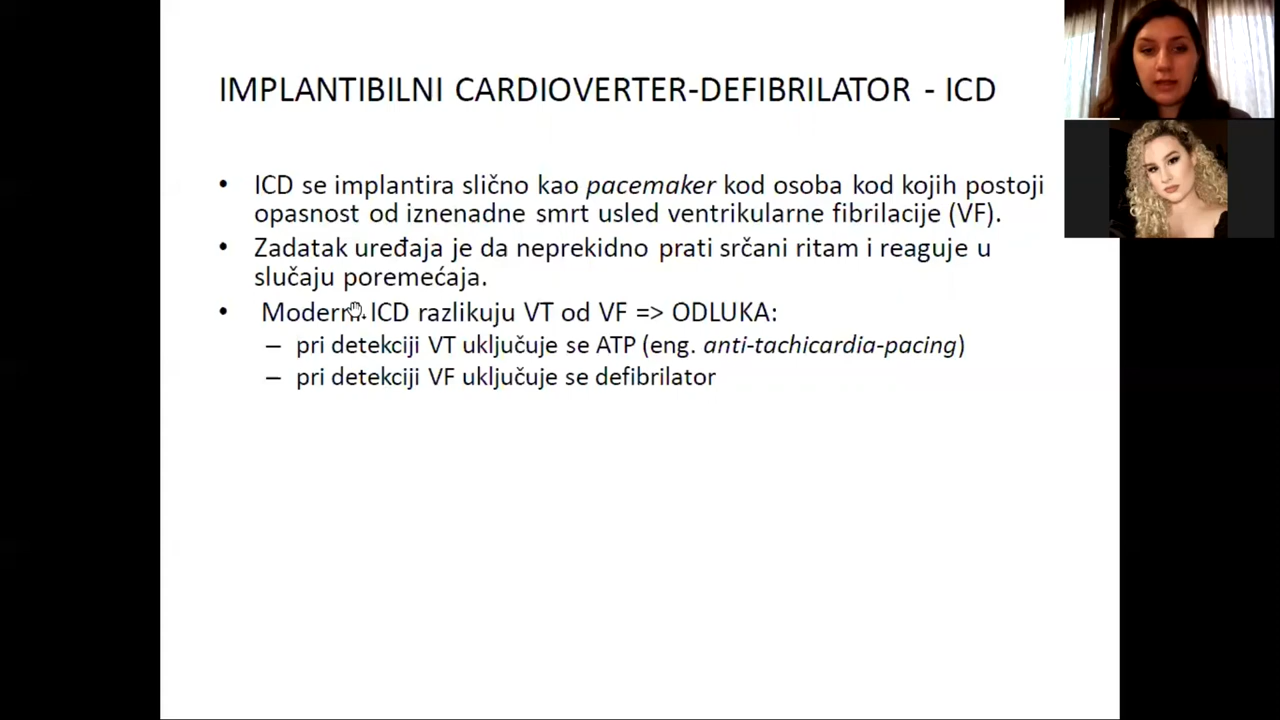 IMPLANTIBILNI CARDIOVERTER-DEFIBRILATOR - ICD
• ICD se implantira slično kao pacemaker kod osoba kod kojih postoji
opasnost od iznenadne smrt usled ventrikularne fibrilacije (VF).
• Zadatak uređaja je da neprekidno prati srčani ritam i reaguje u
slučaju poremećaja.
• ICD razlikuju VT od VF => ODLUKA:
– pri detekciji VT uključuje se ATP (eng. anti-tachicardia-pacing)
– pri detekciji VF uključuje se defibrilator